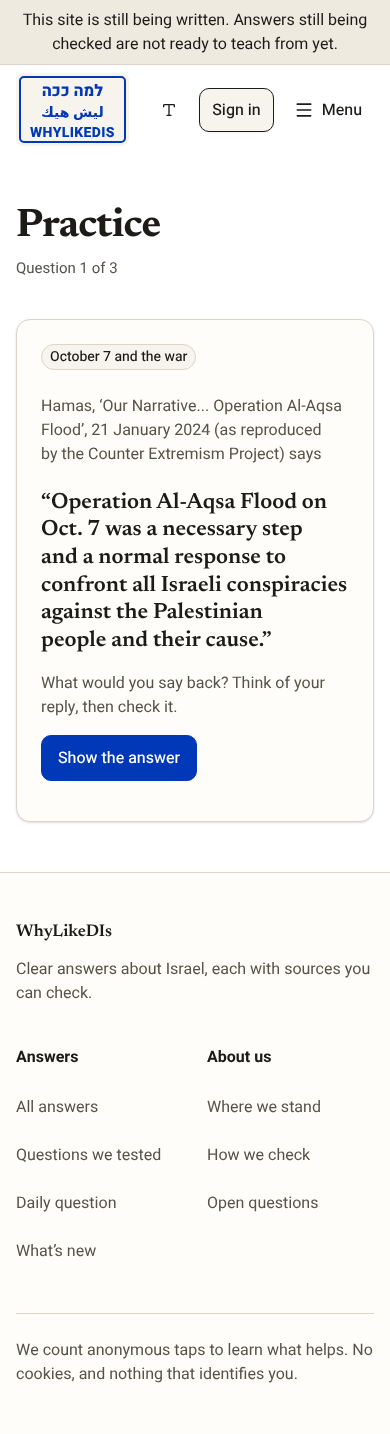 This site is still being written. Answers still being
checked are not ready to teach from yet.
למה ככה
ليش هيك
WHYLIKEDIS
T
Sign in
Menu
Practice
Question 1 of 3
October 7 and the war
Hamas, ‘Our Narrative... Operation Al-Aqsa
Flood’, 21 January 2024 (as reproduced
by the Counter Extremism Project) says
“Operation Al-Aqsa Flood on
Oct. 7 was a necessary step
and a normal response to
confront all Israeli conspiracies
against the Palestinian
people and their cause.”
What would you say back? Think of your
reply, then check it.
Show the answer
WhyLikeDIs
Clear answers about Israel, each with sources you
can check.
Answers
About us
All answers
Where we stand
Questions we tested
How we check
Daily question
Open questions
What’s new
We count anonymous taps to learn what helps. No
cookies, and nothing that identifies you.